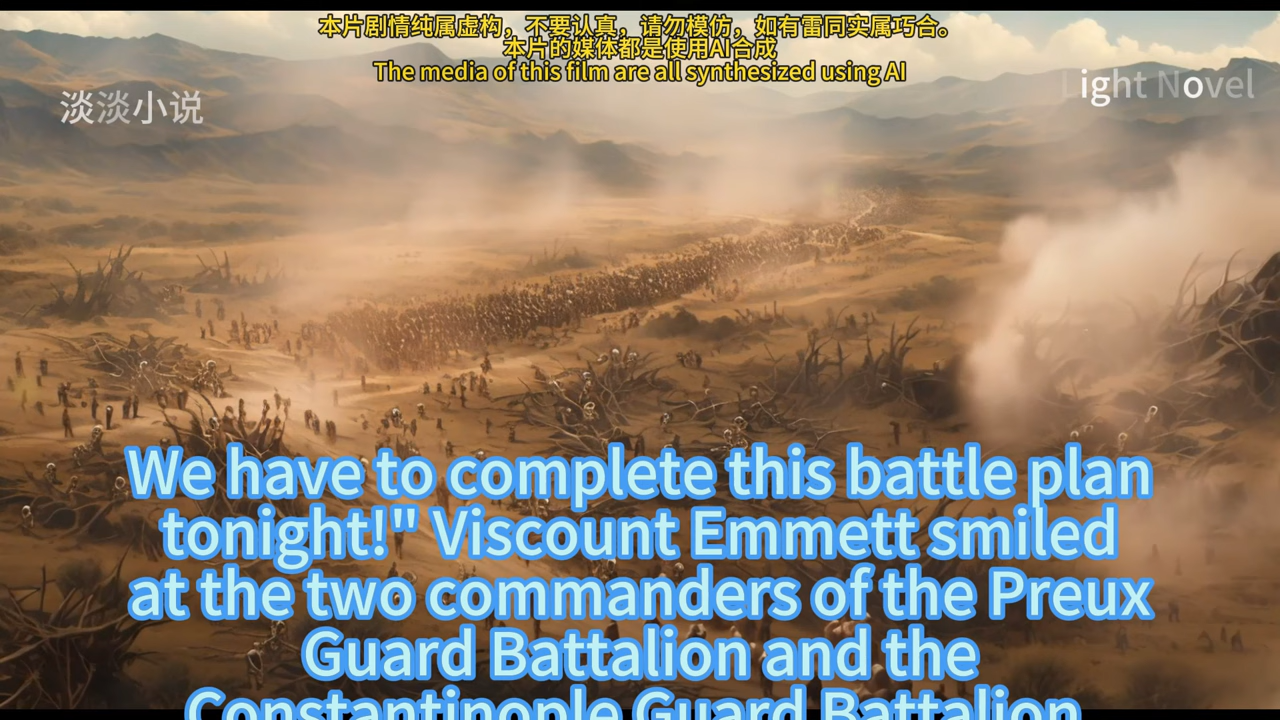 本片剧情纯属虚构，不要认真，请勿模仿，如有雷同实属巧合。
本片的媒体都是使用AI合成
The media of this film are all synthesized using AI
淡淡小说
Light Novel
We have to complete this battle plan
tonight!" Viscount Emmett smiled
at the two commanders of the Preux
Guard Battalion and the
Constantinople Guard Battalion